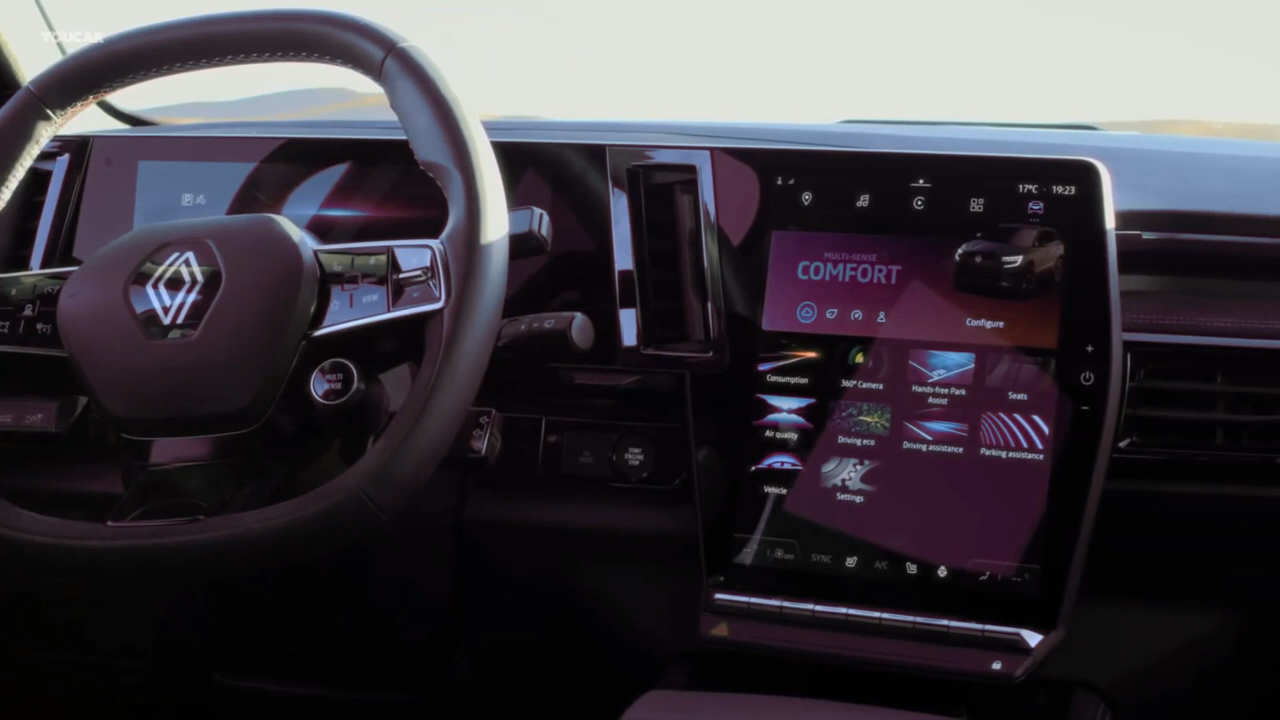 YOUCAR
17°C · 19:23
MULTI-SENSE
COMFORT
Configure
VIEW
MULTI
SENSE
Consumption
360° Camera
Hands-free Park
Assist
Seats
Air quality
Driving eco
Driving assistance
Parking assistance
START
ENGINE
STOP
Vehicle
Settings
OFF
SYNC
A/C